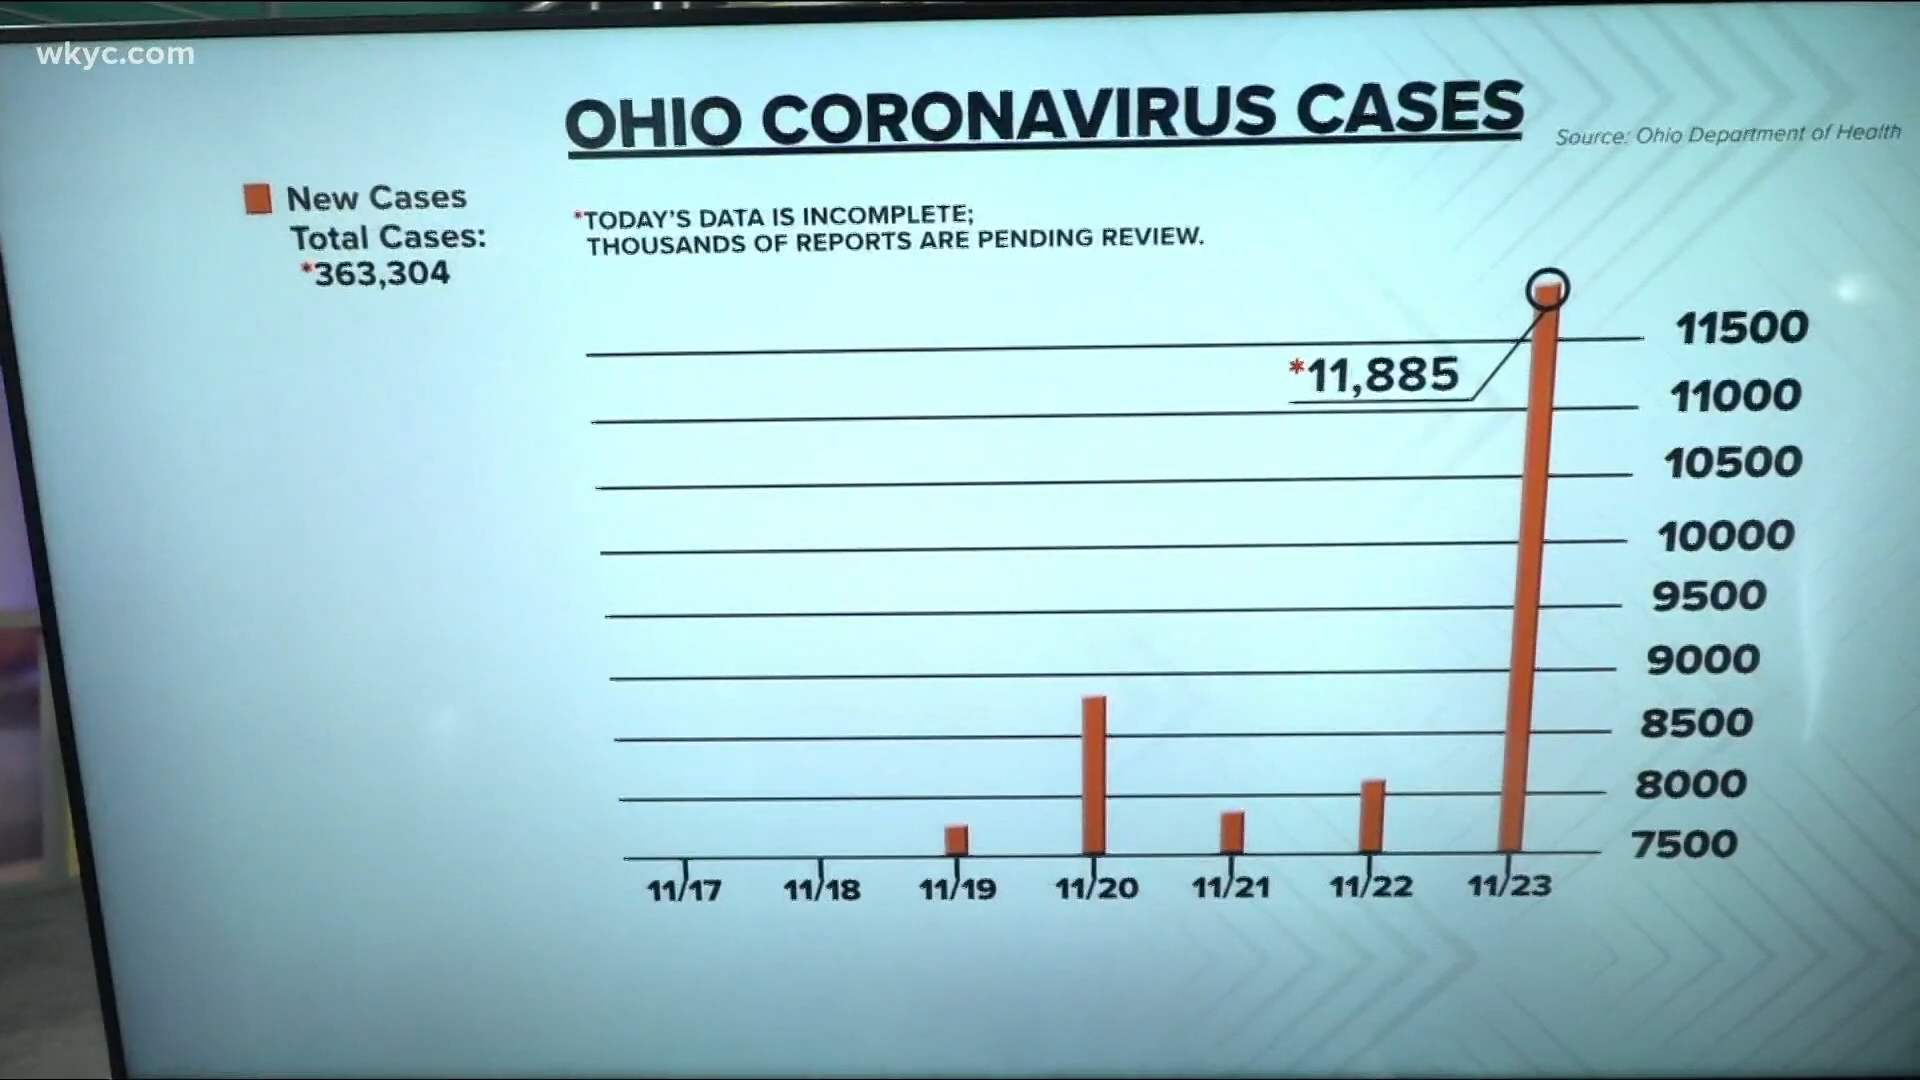 wkyc.com
OHIO CORONAVIRUS CASES
Source: Ohio Department of Health
New Cases
Total Cases:
*363,304
*TODAY'S DATA IS INCOMPLETE;
THOUSANDS OF REPORTS ARE PENDING REVIEW.
*11,885
11500
11000
10500
10000
9500
9000
8500
8000
7500
11/17 11/18 11/19 11/20 11/21 11/22 11/23